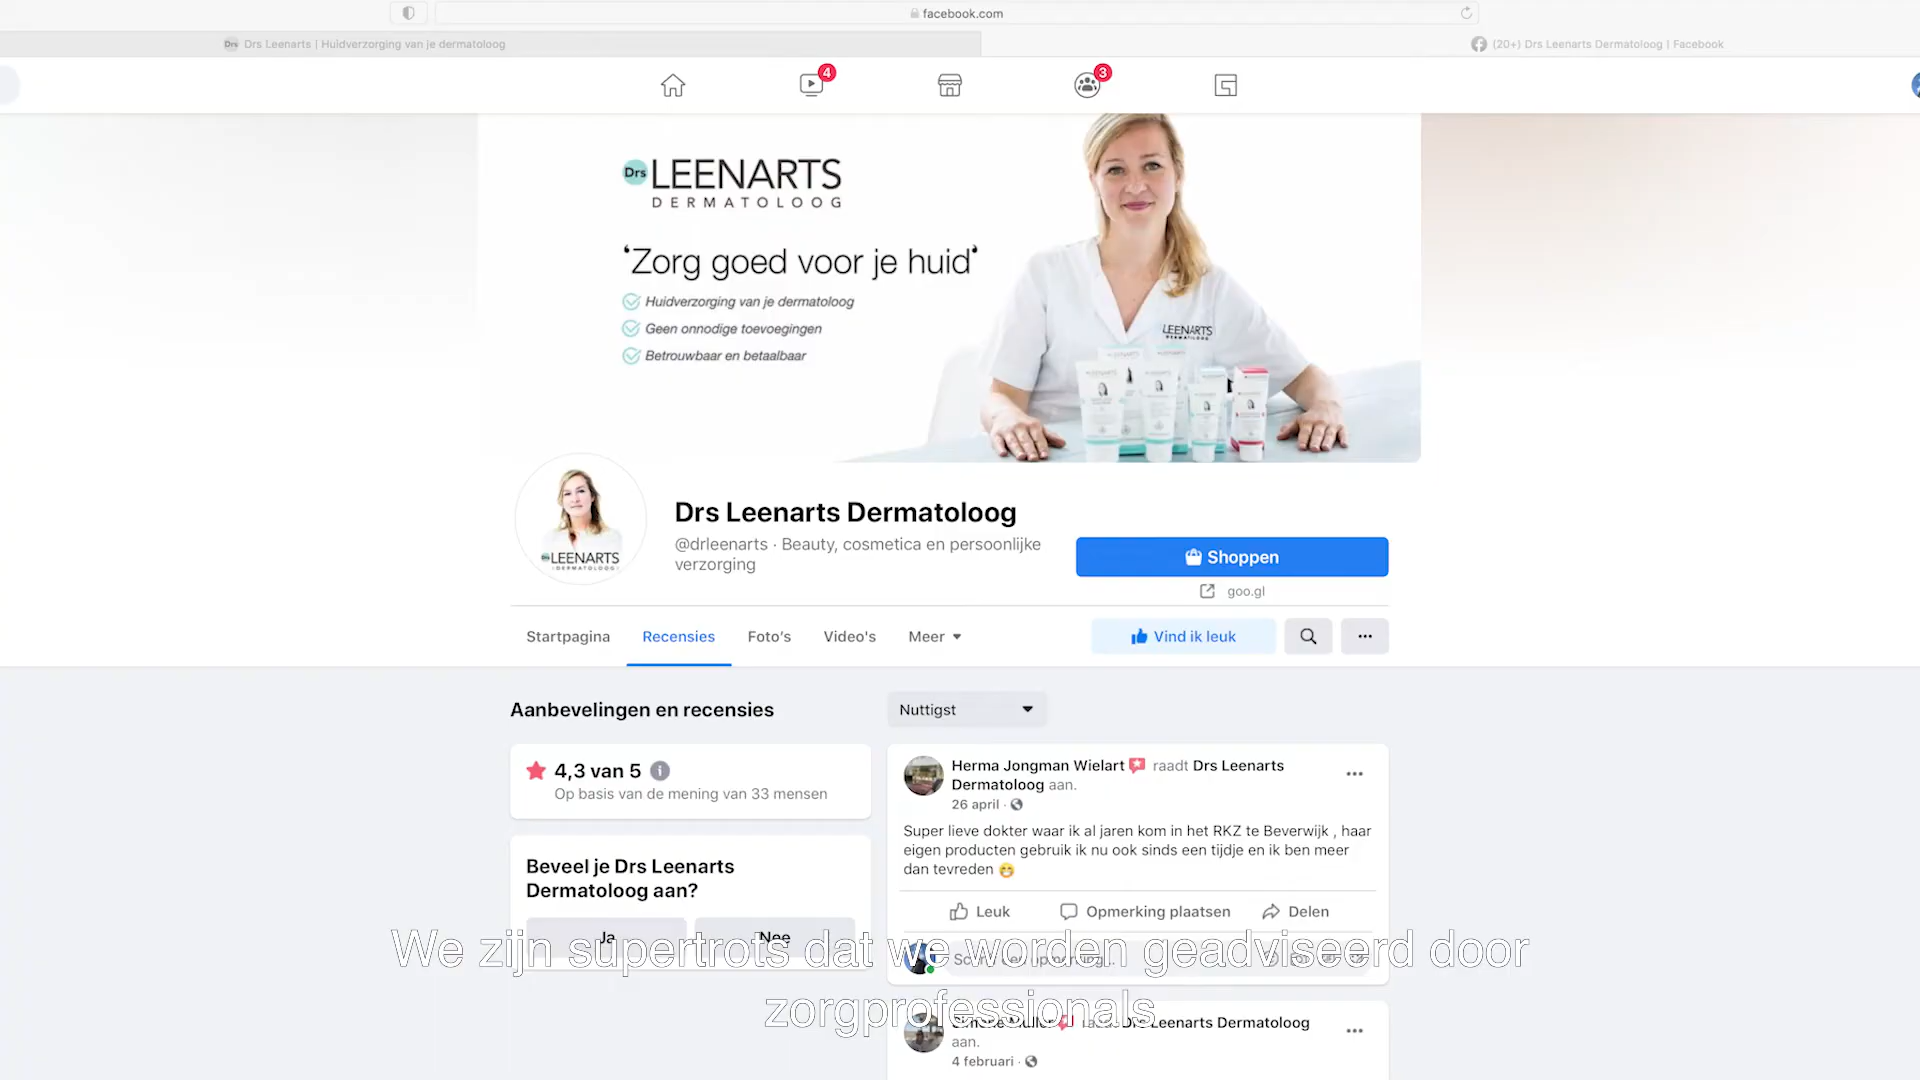 facebook.com
Drs Drs Leenarts | Huidverzorging van je dermatoloog
(20+) Drs Leenarts Dermatoloog | Facebook
4
3
Drs LEENARTS
DERMATOLOOG
‘Zorg goed voor je huid’
Huidverzorging van je dermatoloog
Geen onnodige toevoegingen
Betrouwbaar en betaalbaar
LEENARTS
DERMATOLOOG
LEENARTS
DERMATOLOOG
Drs Leenarts Dermatoloog
@drleenarts · Beauty, cosmetica en persoonlijke
verzorging
Shoppen
goo.gl
Startpagina
Recensies
Foto's
Video's
Meer
Vind ik leuk
Aanbevelingen en recensies
Nuttigst
4,3 van 5
Op basis van de mening van 33 mensen
Beveel je Drs Leenarts
Dermatoloog aan?
Ja
Nee
Herma Jongman Wielart raadt Drs Leenarts
Dermatoloog aan.
26 april ·
Super lieve dokter waar ik al jaren kom in het RKZ te Beverwijk , haar
eigen producten gebruik ik nu ook sinds een tijdje en ik ben meer
dan tevreden 😁
Leuk
Opmerking plaatsen
Delen
We zijn supertrots dat we worden geadviseerd door
zorgprofessionals
Drs Leenarts Dermatoloog
aan.
4 februari ·